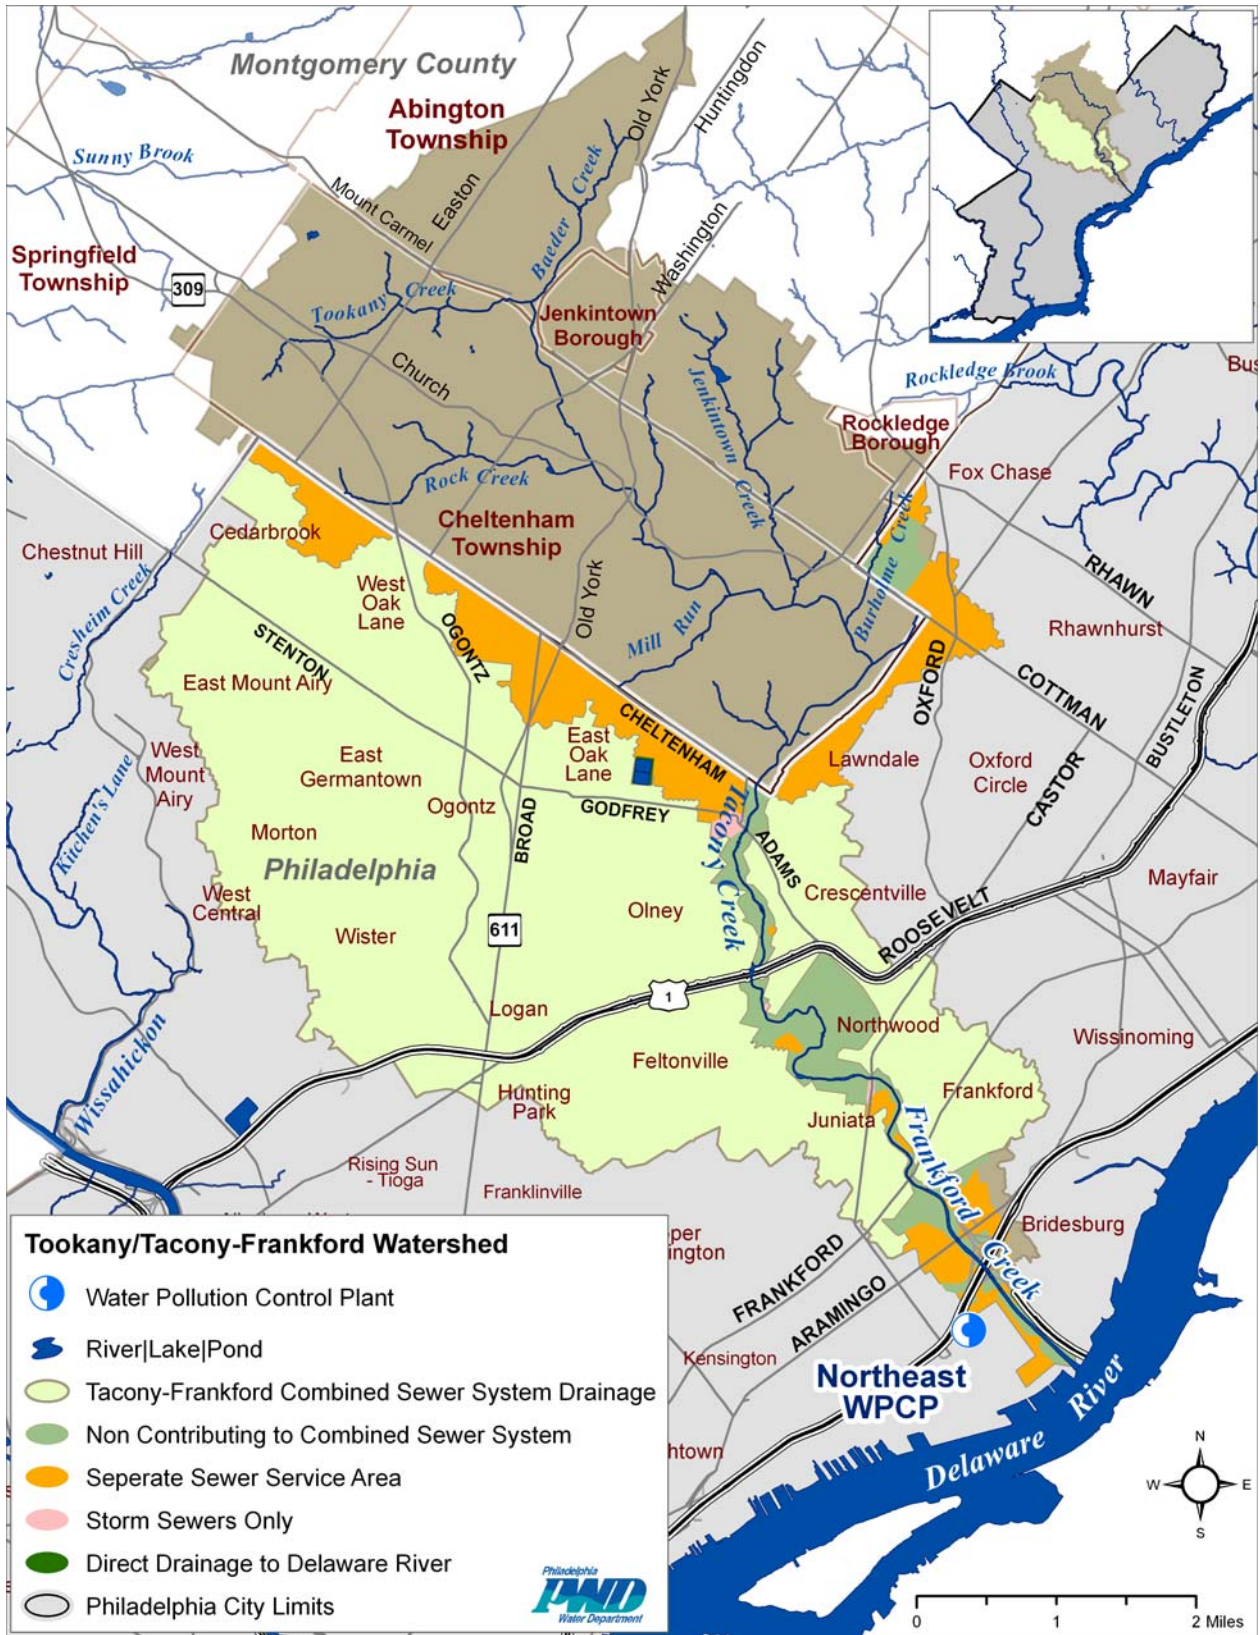 Montgomery County
Abington
Township
Old York
Huntingdon
Sunny Brook
Mount Carmel
Easton
Baeder Creek
Washington
Springfield
Township
309
Tookany Creek
Jenkintown
Borough
Church
Jenkintown Creek
Rockledge Brook
Bus
Rockledge
Borough
Fox Chase
Rock Creek
Cheltenham
Township
Cedarbrook
Chestnut Hill
Cresheim Creek
West
Oak
Lane
OGONTZ
Old York
Mill Run
Burhome Creek
RHAWN
Rhawnhurst
STENTON
OXFORD
COTTMAN
BUSTLETON
East Mount Airy
CHELTENHAM
West
Mount
Airy
East
Germantown
East
Oak
Lane
Lawndale
Oxford
Circle
CASTOR
Kitchen's Lane
Ogontz
BROAD
GODFREY
Tacony Creek
ADAMS
Morton
Philadelphia
West
Central
Wister
611
Olney
Crescentville
ROOSEVELT
Mayfair
Wissahickon
Logan
1
Northwood
Wissinoming
Feltonville
Hunting
Park
Juniata
Frankford
Frankford Creek
Rising Sun
- Tioga
Franklinville
Bridesburg
per
ington
FRANKFORD
ARAMINGO
Kensington
Northeast
WPCP
htown
Delaware River
Tookany/Tacony-Frankford Watershed
Water Pollution Control Plant
River|Lake|Pond
Tacony-Frankford Combined Sewer System Drainage
Non Contributing to Combined Sewer System
Seperate Sewer Service Area
Storm Sewers Only
Direct Drainage to Delaware River
Philadelphia City Limits
Philadelphia
PWD
Water Department
N
W E
S
0 1 2 Miles